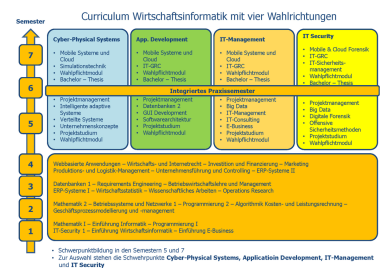 Curriculum Wirtschaftsinformatik mit vier Wahlrichtungen
Semester
7
6
5
4
3
2
1
Cyber-Physical Systems
• Mobile Systeme und Cloud
• Simulationstechnik
• Wahlpflichtmodul
• Bachelor – Thesis
App. Development
• Mobile Systeme und Cloud
• IT-GRC
• Wahlpflichtmodul
• Bachelor – Thesis
IT-Management
• Mobile Systeme und Cloud
• IT-GRC
• Wahlpflichtmodul
• Bachelor – Thesis
IT Security
• Mobile & Cloud Forensik
• IT-GRC
• IT-Sicherheits-
management
• Wahlpflichtmodul
• Bachelor – Thesis
Integriertes Praxissemester
• Projektmanagement
• Intelligente adaptive Systeme
• Verteilte Systeme
• Unternehmenskonzepte
• Projektstudium
• Wahlpflichtmodul
• Projektmanagement
• Datenbanken 2
• GUI Development
• Softwarearchitektur
• Projektstudium
• Wahlpflichtmodul
• Projektmanagement
• Big Data
• IT-Management
• IT-Consulting
• E-Business
• Projektstudium
• Wahlpflichtmodul
• Projektmanagement
• Big Data
• Digitale Forensik
• Offensive Sicherheitsmethoden
• Projektstudium
• Wahlpflichtmodul
Webbasierte Anwendungen – Wirtschafts- und Internetrecht – Investition und Finanzierung – Marketing
Produktions- und Logistik-Management – Unternehmensführung und Controlling – ERP-Systeme II
Datenbanken 1 – Requirements Engineering – Betriebswirtschaftslehre und Management
ERP-Systeme I – Wirtschaftsstatistik – Wissenschaftliches Arbeiten – Operations Research
Mathematik 2 – Betriebssysteme und Netzwerke 1 – Programmierung 2 – Algorithmik Kosten- und Leistungsrechnung –
Geschäftsprozessmodellierung und -management
Mathematik 1 – Einführung Informatik – Programmierung I
IT-Security 1 – Einführung Wirtschaftsinformatik – Einführung E-Business
• Schwerpunktbildung in den Semestern 5 und 7
• Zur Auswahl stehen die Schwerpunkte Cyber-Physical Systems, Applicatioin Development, IT-Management
und IT Security